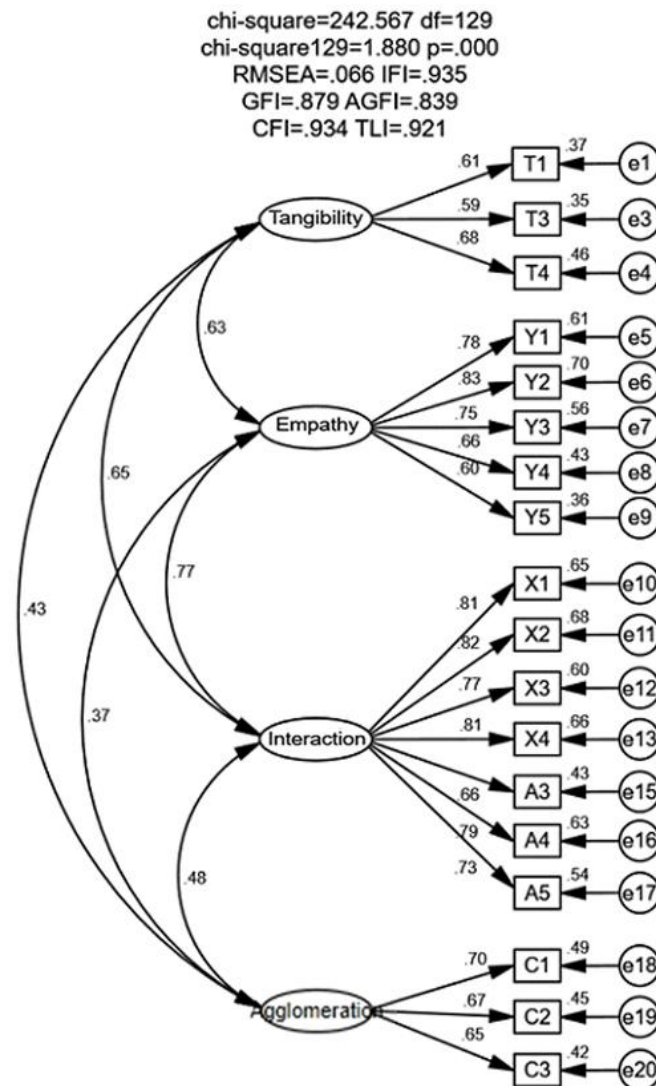 chi-square=242.567 df=129
chi-square129=1.880 p=.000
RMSEA=.066 IFI=.935
GFI=.879 AGFI=.839
CFI=.934 TLI=.921
.61 T1 .37 e1
Tangibility .59 T3 .35 e3
.68 T4 .46 e4
.63
.78 Y1 .61 e5
.83 Y2 .70 e6
Empathy .75 Y3 .56 e7
.66 Y4 .43 e8
.60 Y5 .36 e9
.65
.77
.43
.37
.81 X1 .65 e10
.82 X2 .68 e11
.77 X3 .60 e12
Interaction .81 X4 .66 e13
.66 A3 .43 e15
.79 A4 .63 e16
.73 A5 .54 e17
.48
.70 C1 .49 e18
Agglomeration .67 C2 .45 e19
.65 C3 .42 e20